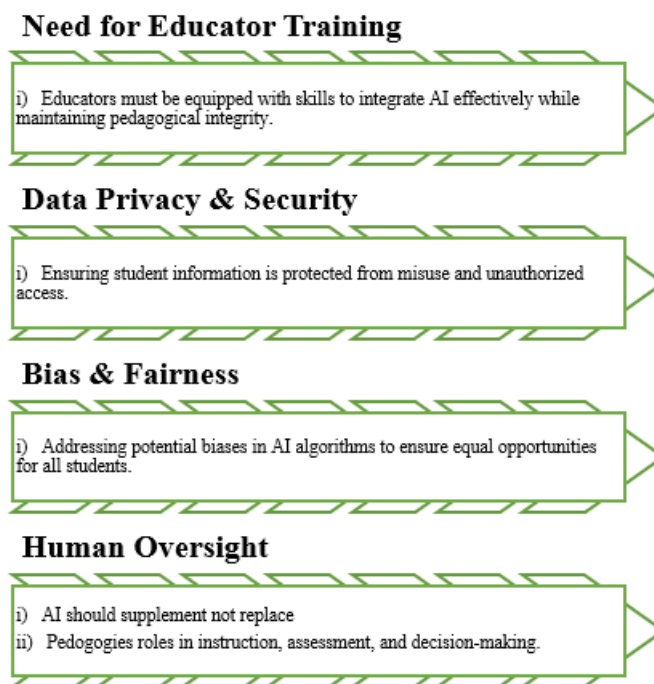 Need for Educator Training
i) Educators must be equipped with skills to integrate AI effectively while
maintaining pedagogical integrity.
Data Privacy & Security
i) Ensuring student information is protected from misuse and unauthorized
access.
Bias & Fairness
i) Addressing potential biases in AI algorithms to ensure equal opportunities
for all students.
Human Oversight
i) AI should supplement not replace
ii) Pedogogies roles in instruction, assessment, and decision-making.